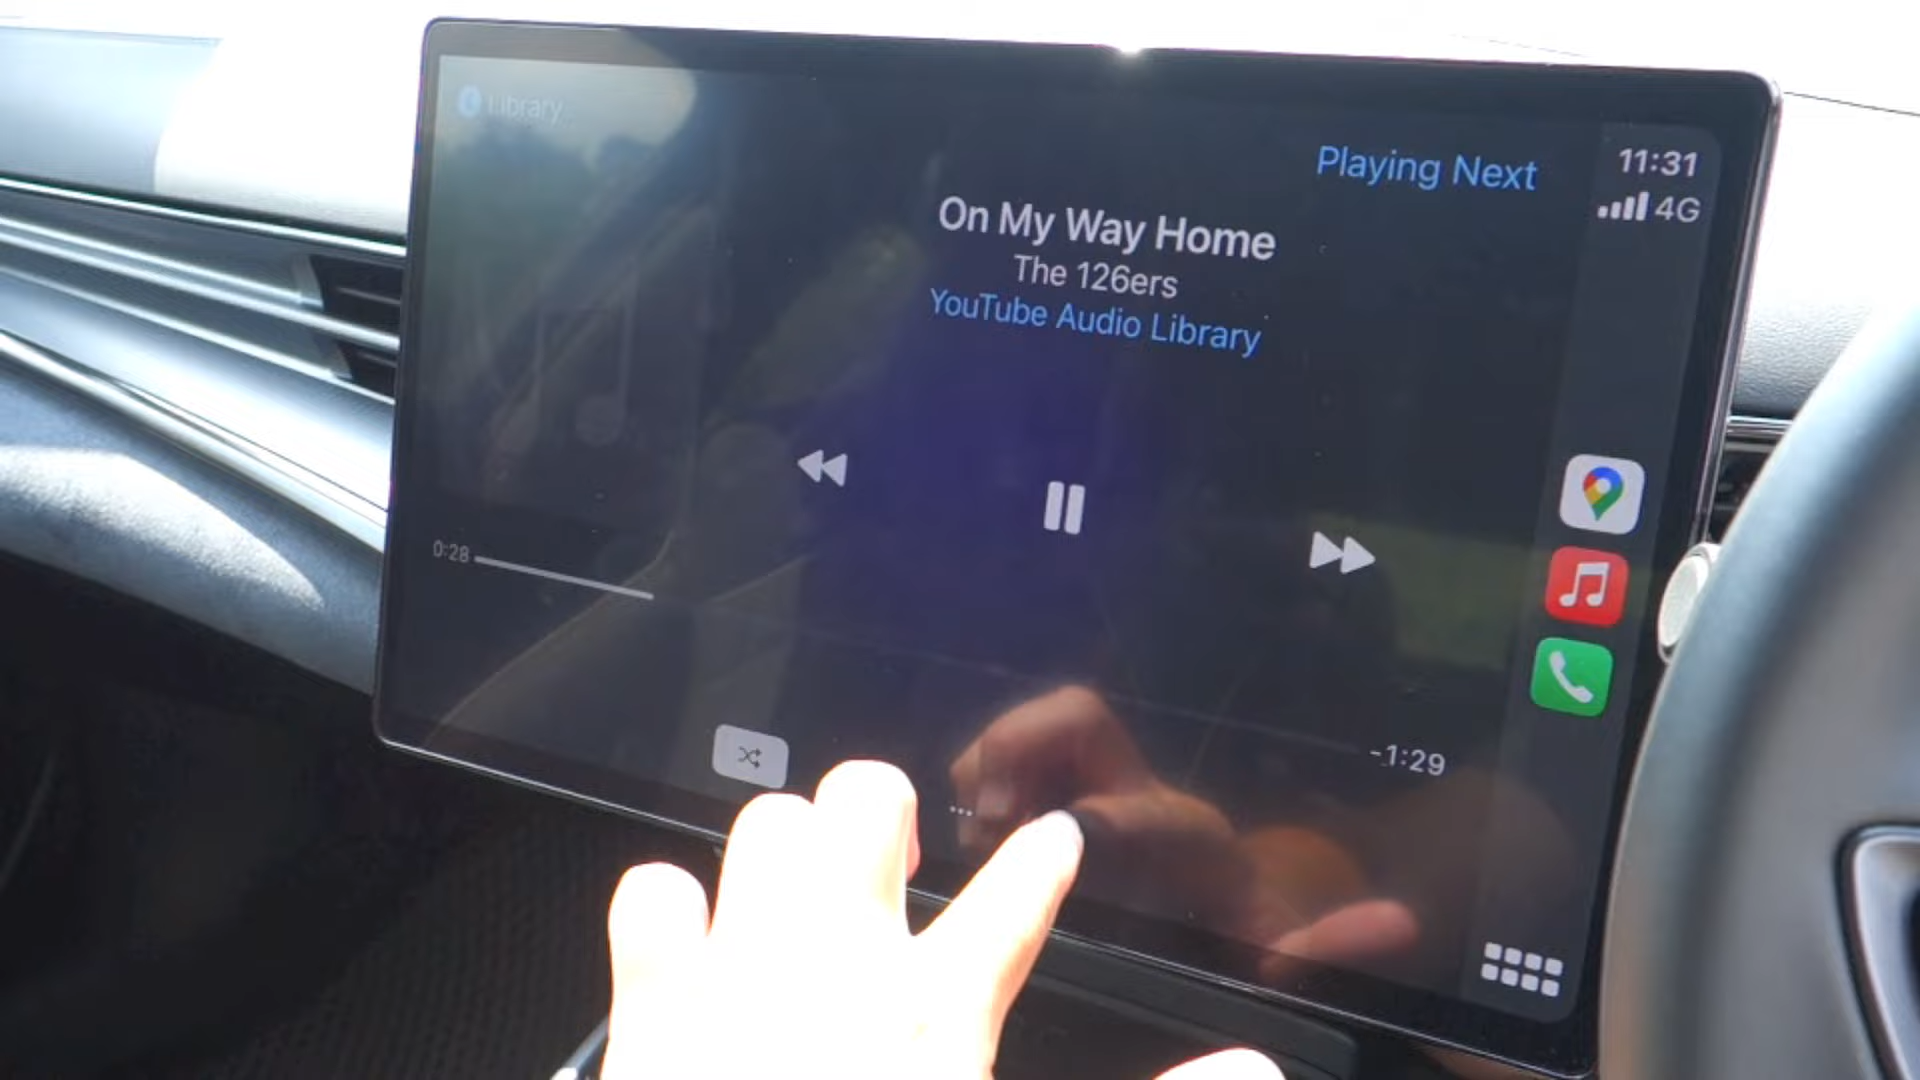 Library
Playing Next
11:31
4G
On My Way Home
The 126ers
YouTube Audio Library
0:28
-1:29